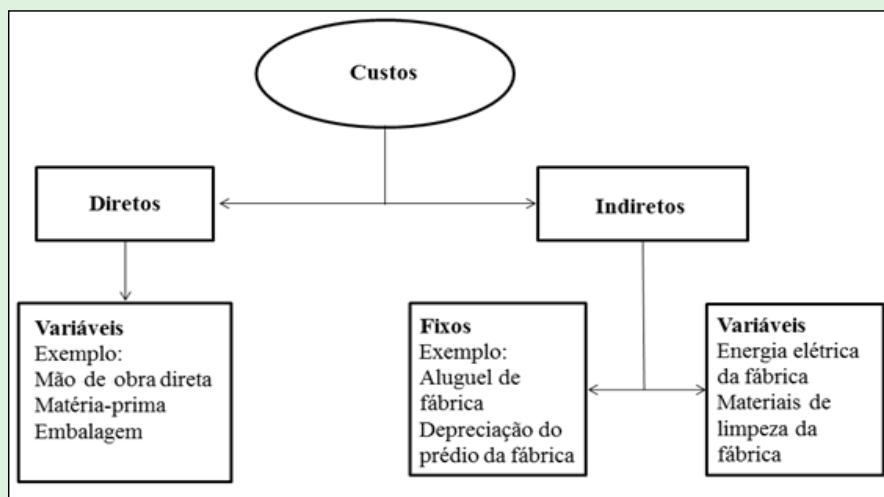 Custos
Diretos
Indiretos
Variáveis
Exemplo:
Mão de obra direta
Matéria-prima
Embalagem
Fixos
Exemplo:
Aluguel de
fábrica
Depreciação do
prédio da fábrica
Variáveis
Energia elétrica
da fábrica
Materiais de
limpeza da
fábrica